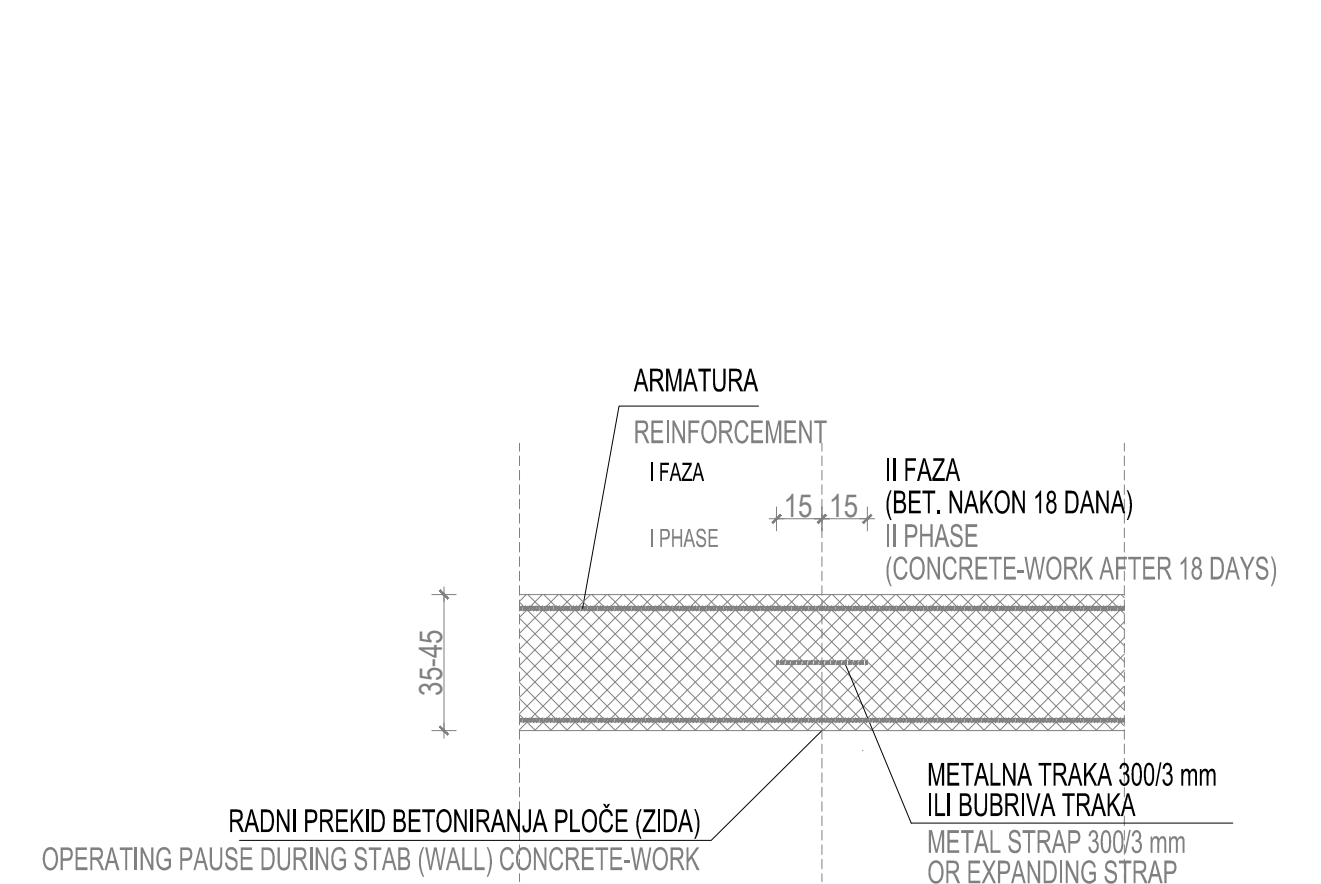 ARMATURA
REINFORCEMENT
I FAZA
I PHASE
15
15
II FAZA
(BET. NAKON 18 DANA)
II PHASE
(CONCRETE-WORK AFTER 18 DAYS)
35-45
METALNA TRAKA 300/3 mm
ILI BUBRIVA TRAKA
METAL STRAP 300/3 mm
OR EXPANDING STRAP
RADNI PREKID BETONIRANJA PLOČE (ZIDA)
OPERATING PAUSE DURING STAB (WALL) CONCRETE-WORK